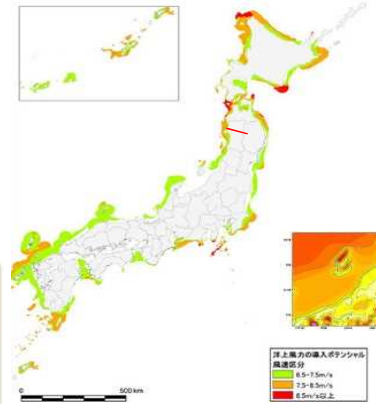 0
500 km
洋上風力の導入ポテンシャル
風速区分
6.5-7.5m/s
7.5-8.5m/s
8.5m/s以上